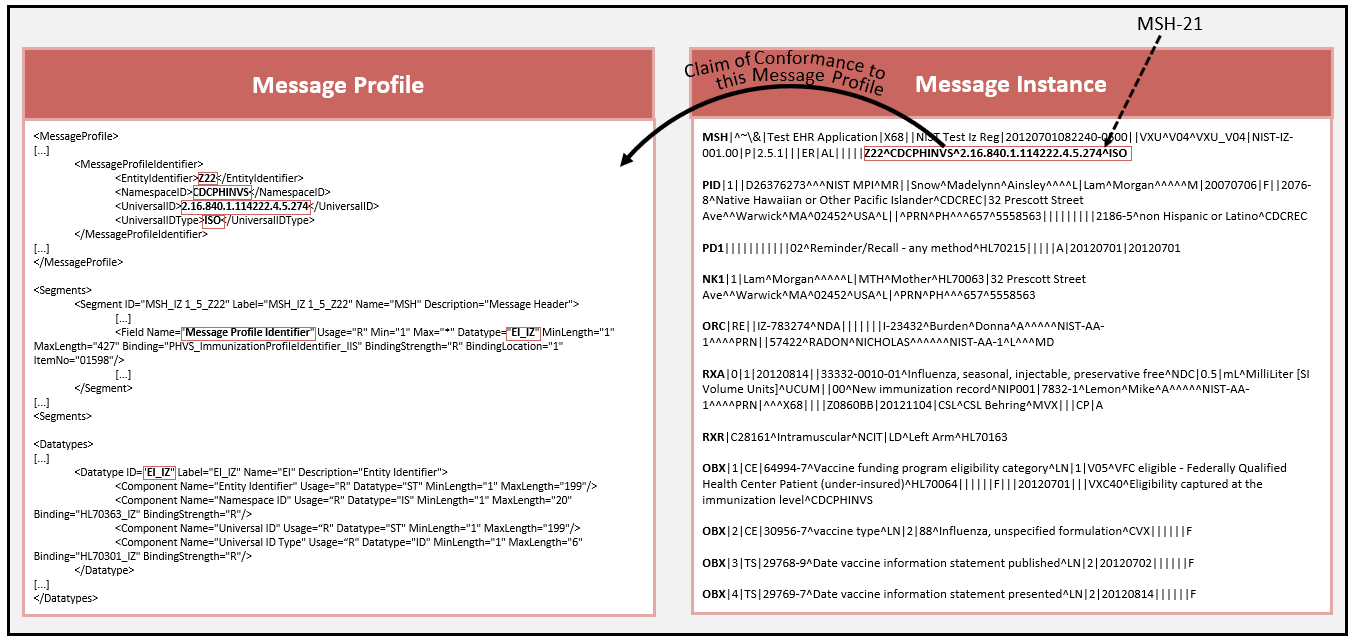 MSH-21
Claim of Conformance to
this Message Profile
Message Profile
<MessageProfile>
[...]
<MessageProfileIdentifier>
<EntityIdentifier>Z22</EntityIdentifier>
<NamespaceID>CDCPHINVS</NamespaceID>
<UniversalID>2.16.840.1.114222.4.5.274</UniversalID>
<UniversalIDType>ISO</UniversalIDType>
</MessageProfileIdentifier>
[...]
</MessageProfile>
<Segments>
<Segment ID="MSH_IZ 1_5_Z22" Label="MSH_IZ 1_5_Z22" Name="MSH" Description="Message Header">
[...]
<Field Name="Message Profile Identifier" Usage="R" Min="1" Max="*" Datatype="EI_IZ" MinLength="1"
MaxLength="427" Binding="PHVS_ImmunizationProfileIdentifier_IIS" BindingStrength="R" BindingLocation="1"
ItemNo="01598"/>
[...]
</Segment>
[...]
<Segments>
<Datatypes>
[...]
<Datatype ID="EI_IZ" Label="EI_IZ" Name="EI" Description="Entity Identifier">
<Component Name="Entity Identifier" Usage="R" Datatype="ST" MinLength="1" MaxLength="199"/>
<Component Name="Namespace ID" Usage=“R" Datatype="IS" MinLength="1" MaxLength="20"
Binding="HL70363_IZ" BindingStrength="R"/>
<Component Name="Universal ID" Usage=“R" Datatype="ST" MinLength="1" MaxLength="199"/>
<Component Name="Universal ID Type" Usage=“R" Datatype="ID" MinLength="1" MaxLength="6"
Binding="HL70301_IZ" BindingStrength="R"/>
</Datatype>
[...]
</Datatypes>
Message Instance
MSH|^~\&|Test EHR Application|X68||NIST Test Iz Reg|20120701082240-0500||VXU^V04^VXU_V04|NIST-IZ-
001.00|P|2.5.1|||ER|AL|||||Z22^CDCPHINVS^2.16.840.1.114222.4.5.274^ISO
PID|1||D26376273^^^NIST MPI^MR||Snow^Madelynn^Ainsley^^^^L|Lam^Morgan^^^^^M|20070706|F||2076-
8^Native Hawaiian or Other Pacific Islander^CDCREC|32 Prescott Street
Ave^^Warwick^MA^02452^USA^L||^PRN^PH^^^657^5558563|||||||||2186-5^non Hispanic or Latino^CDCREC
PD1|||||||||||02^Reminder/Recall - any method^HL70215|||||A|20120701|20120701
NK1|1|Lam^Morgan^^^^^L|MTH^Mother^HL70063|32 Prescott Street
Ave^^Warwick^MA^02452^USA^L|^PRN^PH^^^657^5558563
ORC|RE||IZ-783274^NDA|||||||I-23432^Burden^Donna^A^^^^^NIST-AA-
1^^^^PRN||57422^RADON^NICHOLAS^^^^^^NIST-AA-1^L^^^MD
RXA|0|1|20120814||33332-0010-01^Influenza, seasonal, injectable, preservative free^NDC|0.5|mL^MilliLiter [SI
Volume Units]^UCUM||00^New immunization record^NIP001|7832-1^Lemon^Mike^A^^^^^NIST-AA-
1^^^^PRN|^^^X68||||Z0860BB|20121104|CSL^CSL Behring^MVX|||CP|A
RXR|C28161^Intramuscular^NCIT|LD^Left Arm^HL70163
OBX|1|CE|64994-7^Vaccine funding program eligibility category^LN|1|V05^VFC eligible - Federally Qualified
Health Center Patient (under-insured)^HL70064||||||F|||20120701|||VXC40^Eligibility captured at the
immunization level^CDCPHINVS
OBX|2|CE|30956-7^vaccine type^LN|2|88^Influenza, unspecified formulation^CVX||||||F
OBX|3|TS|29768-9^Date vaccine information statement published^LN|2|20120702||||||F
OBX|4|TS|29769-7^Date vaccine information statement presented^LN|2|20120814||||||F